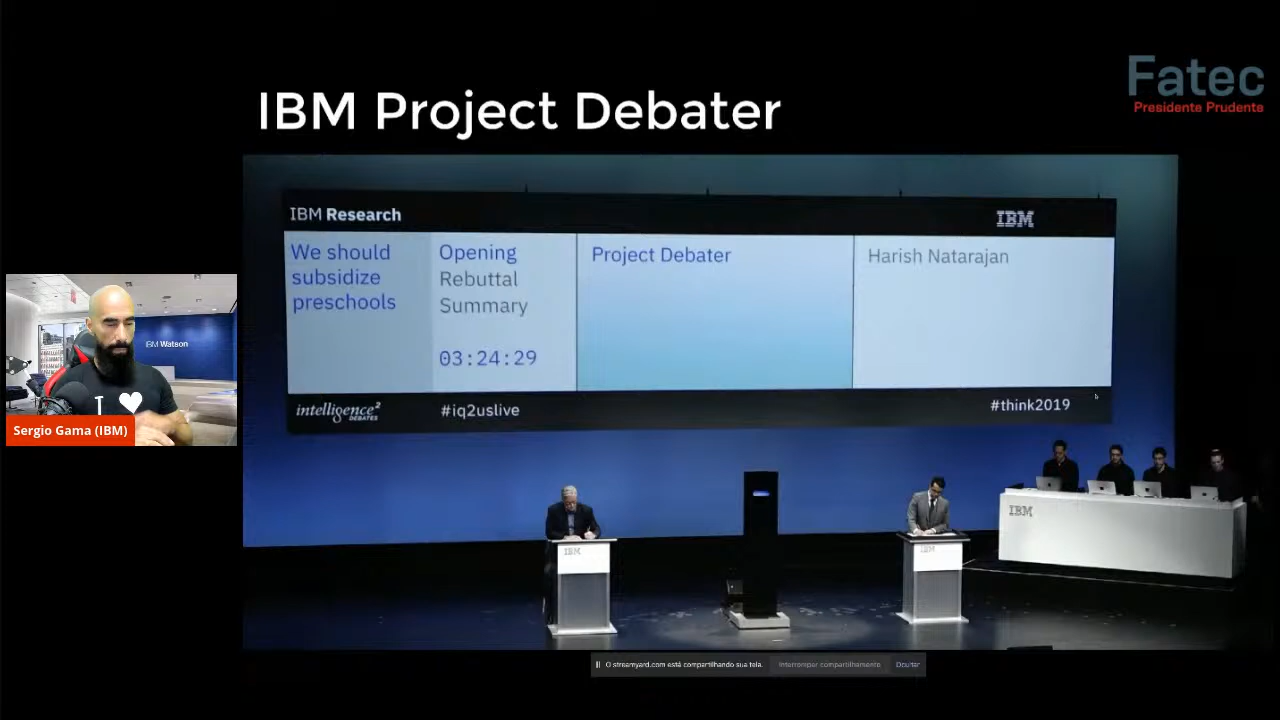 Fatec
Presidente Prudente
IBM Project Debater
IBM Research
IBM
We should
subsidize
preschools
Opening
Rebuttal
Summary
03:24:29
Project Debater
Harish Natarajan
intelligence²
DEBATES
#iq2uslive
#think2019
IBM Watson
I
Sergio Gama (IBM)
IBM
IBM
IBM
O streamyard.com está compartilhando sua tela.
Interromper compartilhamento
Ocultar